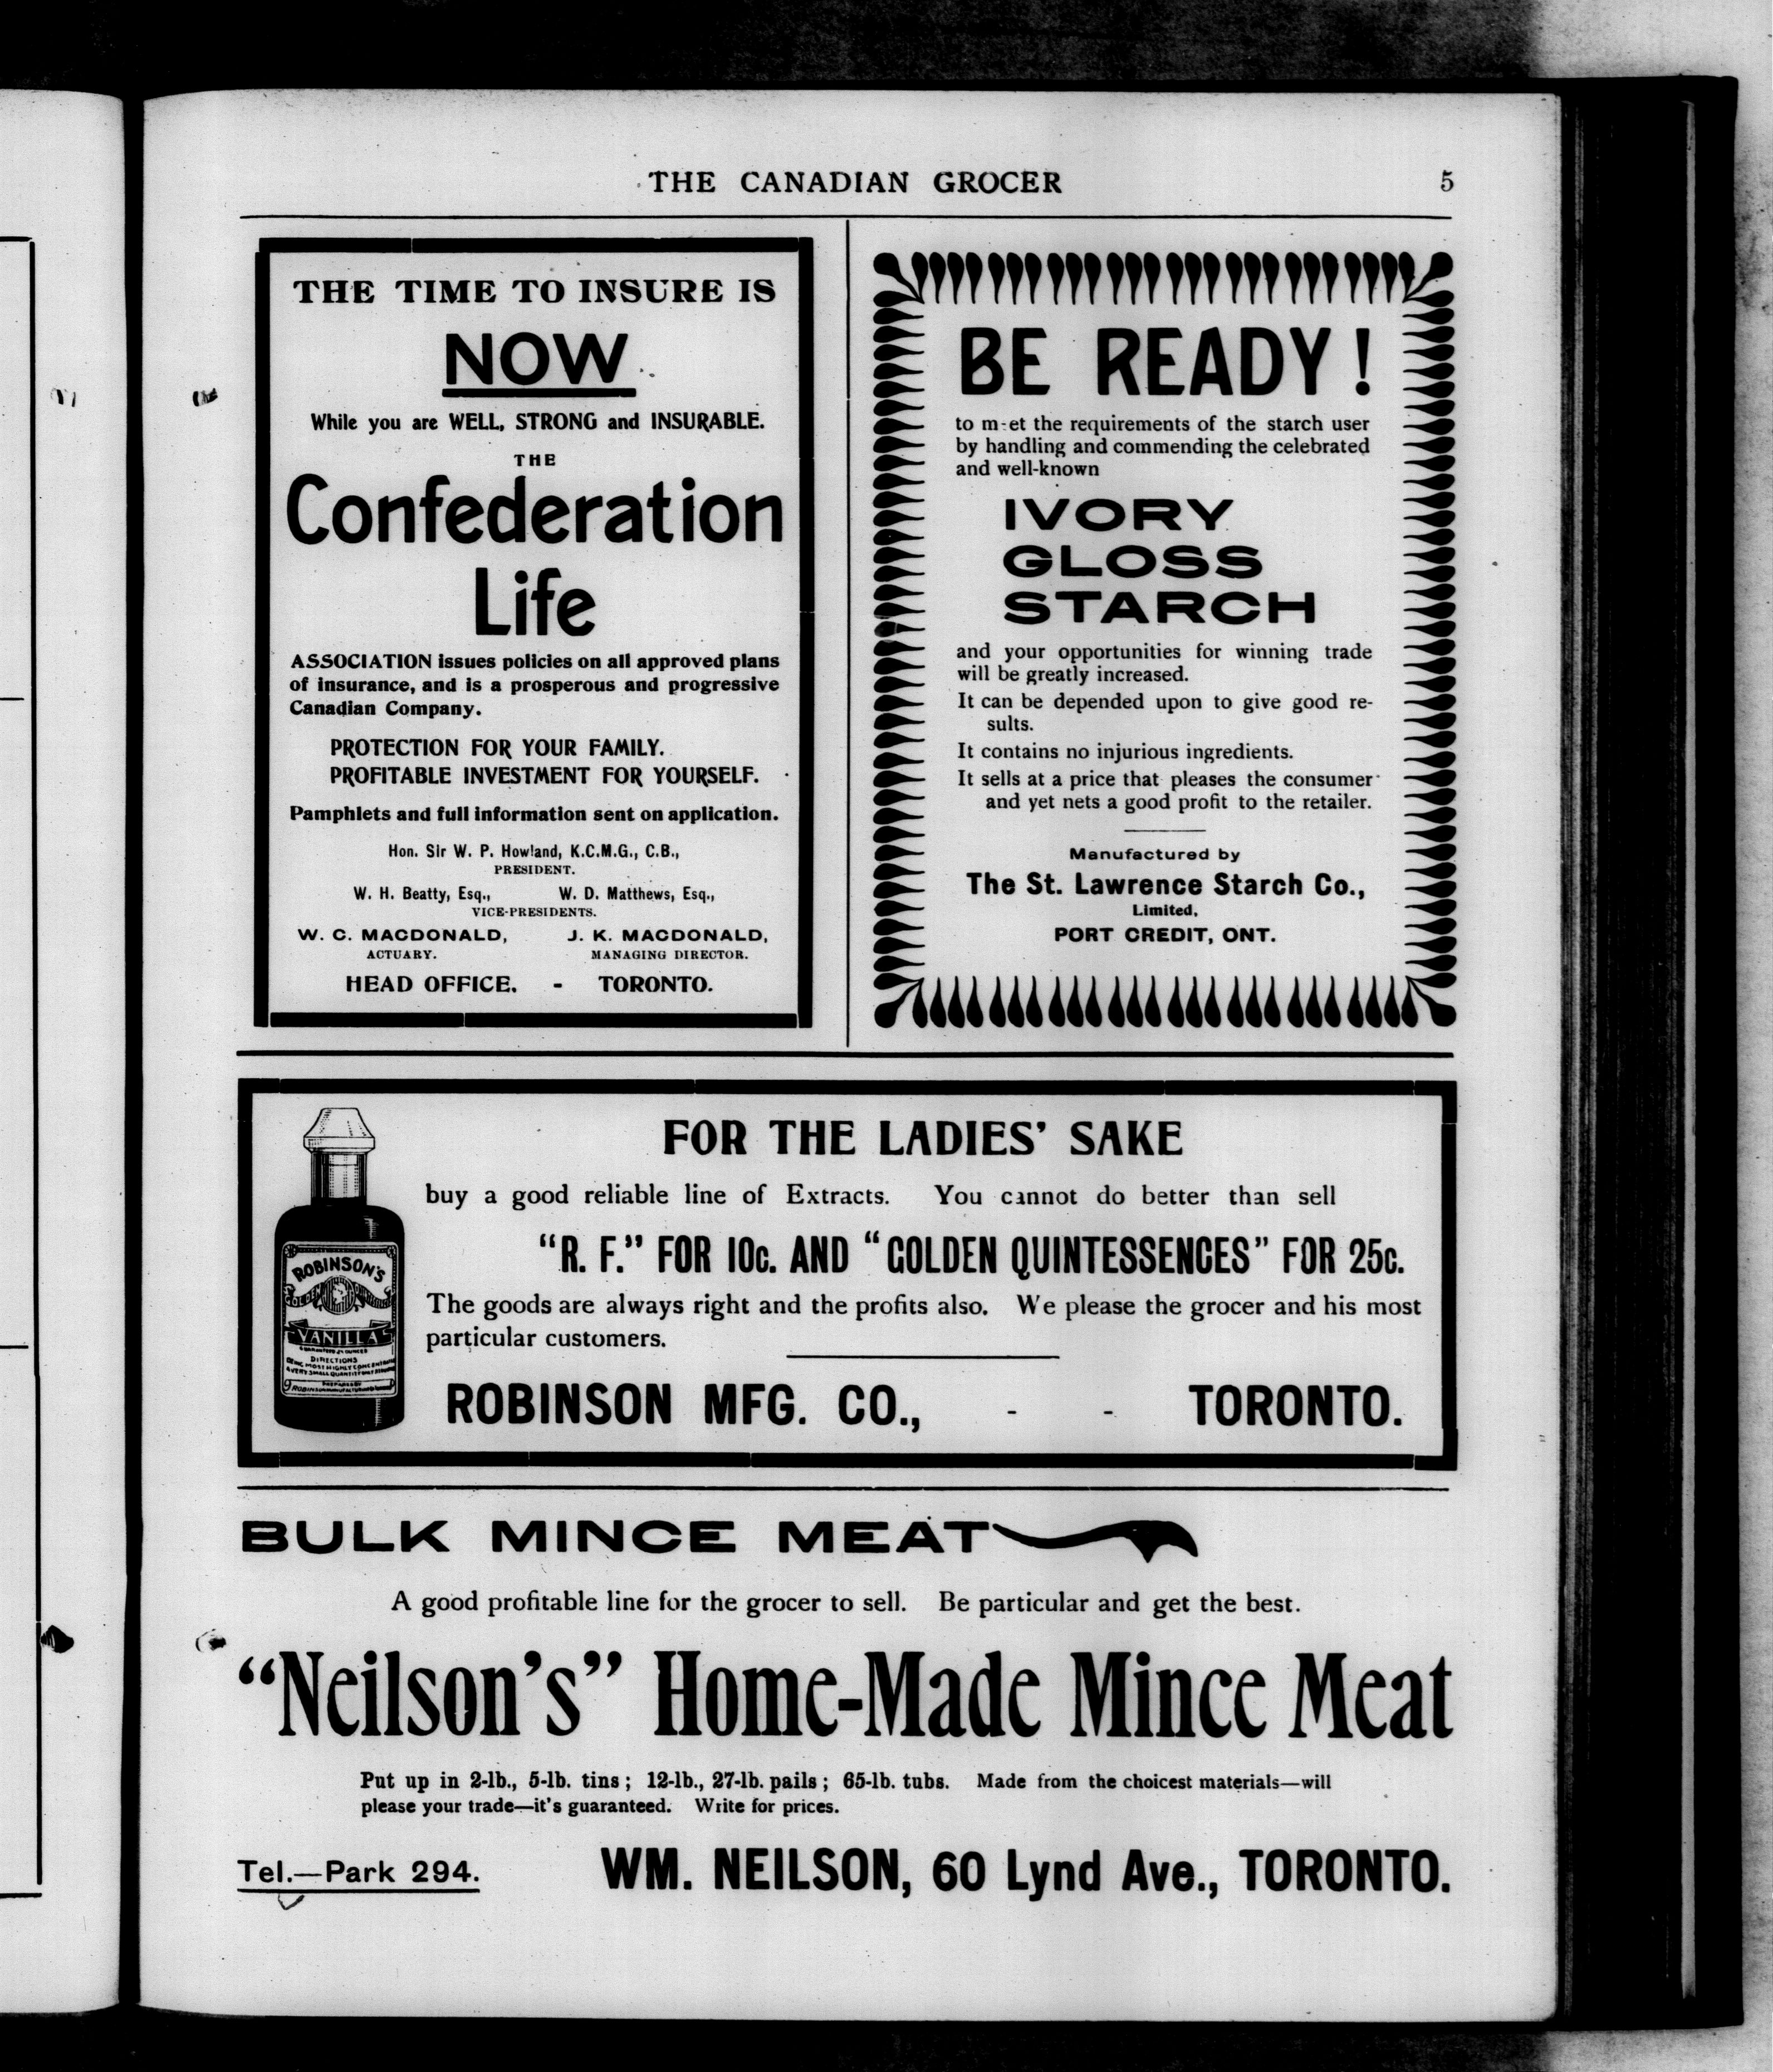 THE CANADIAN GROCER
5
THE TIME TO INSURE IS
NOW
While you are WELL, STRONG and INSURABLE.
THE
Confederation
Life
ASSOCIATION issues policies on all approved plans
of insurance, and is a prosperous and progressive
Canadian Company.
PROTECTION FOR YOUR FAMILY.
PROFITABLE INVESTMENT FOR YOURSELF.
Pamphlets and full information sent on application.
Hon. Sir W. P. Howland, K.C.M.G., C.B.,
PRESIDENT.
W. H. Beatty, Esq., W. D. Matthews, Esq.,
VICE-PRESIDENTS.
W. C. MACDONALD, J. K. MACDONALD,
ACTUARY. MANAGING DIRECTOR.
HEAD OFFICE. - TORONTO.
BE READY!
to meet the requirements of the starch user
by handling and commending the celebrated
and well-known
IVORY
GLOSS
STARCH
and your opportunities for winning trade
will be greatly increased.
It can be depended upon to give good re-
sults.
It contains no injurious ingredients.
It sells at a price that pleases the consumer
and yet nets a good profit to the retailer.
Manufactured by
The St. Lawrence Starch Co.,
Limited,
PORT CREDIT, ONT.
FOR THE LADIES' SAKE
buy a good reliable line of Extracts. You cannot do better than sell
"R. F." FOR 10c. AND "GOLDEN QUINTESSENCES" FOR 25c.
The goods are always right and the profits also. We please the grocer and his most
particular customers.
ROBINSON MFG. CO., - - TORONTO.
ROBINSON'S
VANILLA
DIRECTIONS
BULK MINCE MEAT
A good profitable line for the grocer to sell. Be particular and get the best.
"Neilson's" Home-Made Mince Meat
Put up in 2-lb., 5-lb. tins; 12-lb., 27-lb. pails; 65-lb. tubs. Made from the choicest materials—will
please your trade—it's guaranteed. Write for prices.
Tel.—Park 294. WM. NEILSON, 60 Lynd Ave., TORONTO.